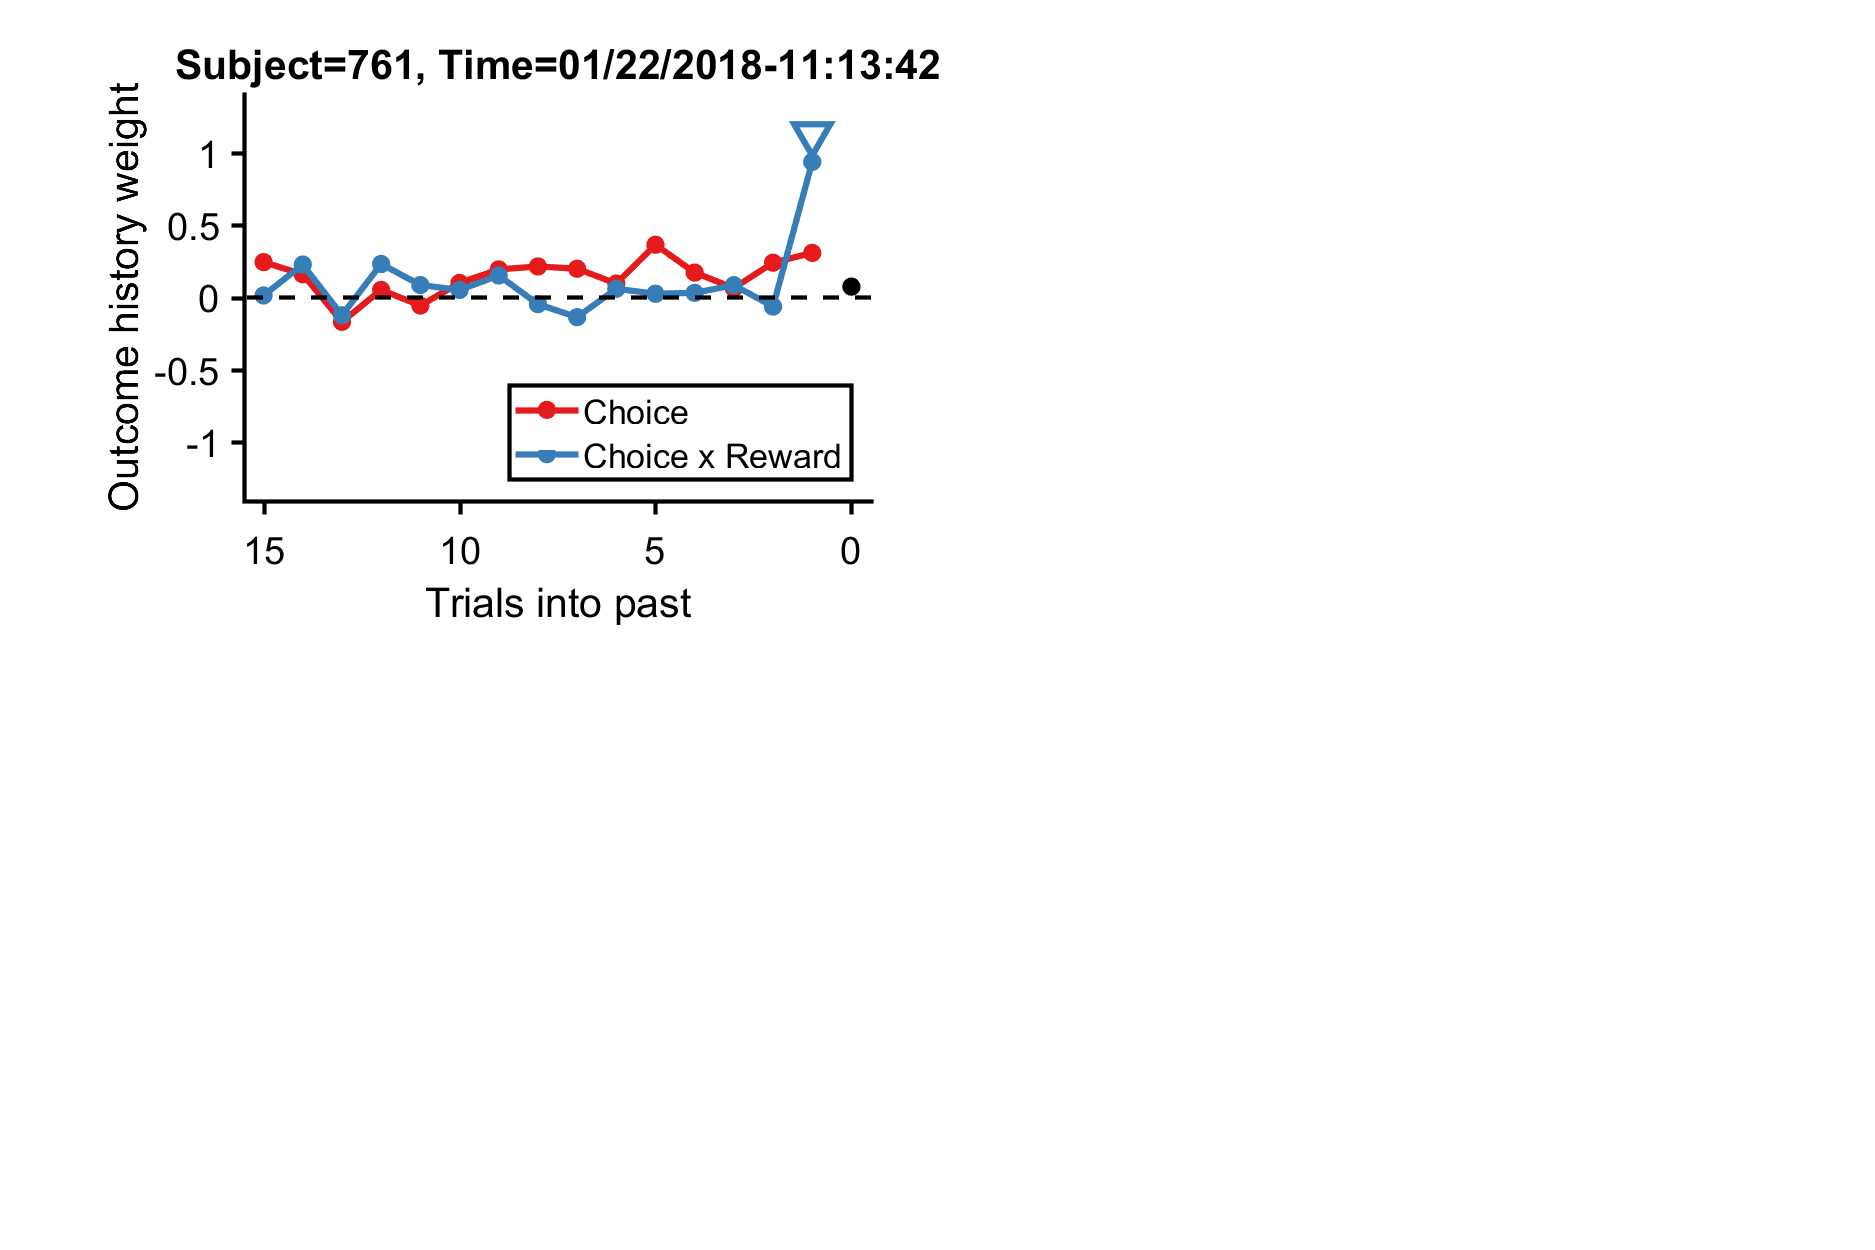 Subject=761, Time=01/22/2018-11:13:42
Outcome history weight
1
0.5
0
-0.5
-1
Choice
Choice x Reward
15 10 5 0
Trials into past